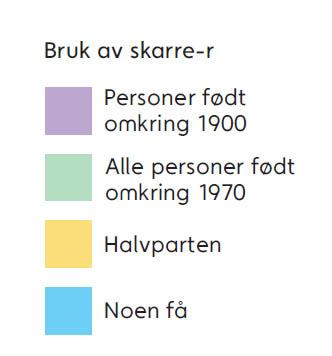 Bruk av skarre-r
Personer født
omkring 1900
Alle personer født
omkring 1970
Halvparten
Noen få